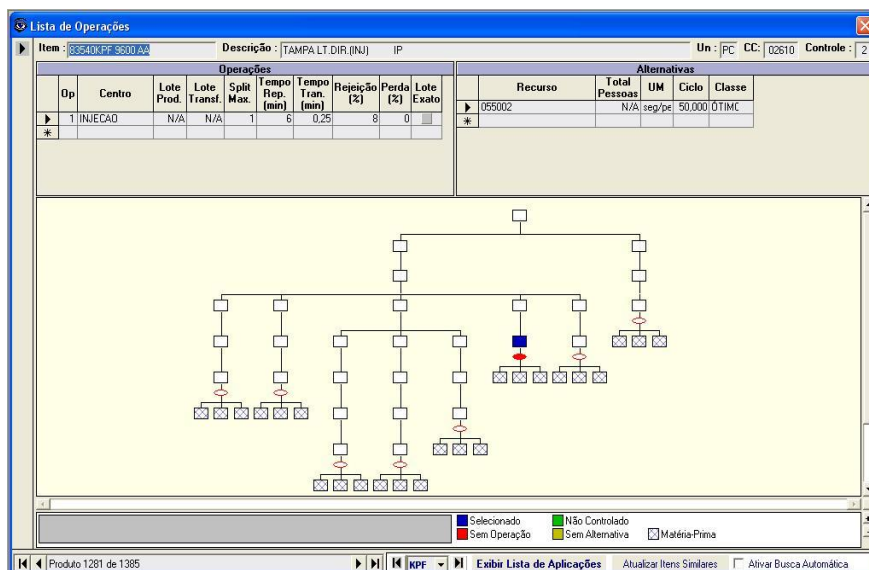 Lista de Operações
Item : 83540KPF 9600 AA Descrição : TAMPA LT.DIR.(INJ) IP Un : PC CC: 02610 Controle : 2
Operações
Op Centro Lote Prod. Lote Transf. Split Max. Tempo Rep. (min) Tempo Tran. (min) Rejeição (%) Perda (%) Lote Exato
1 INJECAO N/A N/A 1 6 0,25 8 0
Alternativas
Recurso Total Pessoas UM Ciclo Classe
055002 N/A seg/pe 50,000 ÓTIMO
Selecionado Não Controlado
Sem Operação Sem Alternativa Matéria-Prima
Produto 1281 de 1385 KPF Exibir Lista de Aplicações Atualizar Itens Similares Ativar Busca Automática